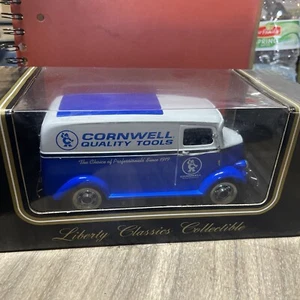 CORNWELL
QUALITY TOOLS
The Choice of Professionals Since 1919
Liberty Classics Collectible